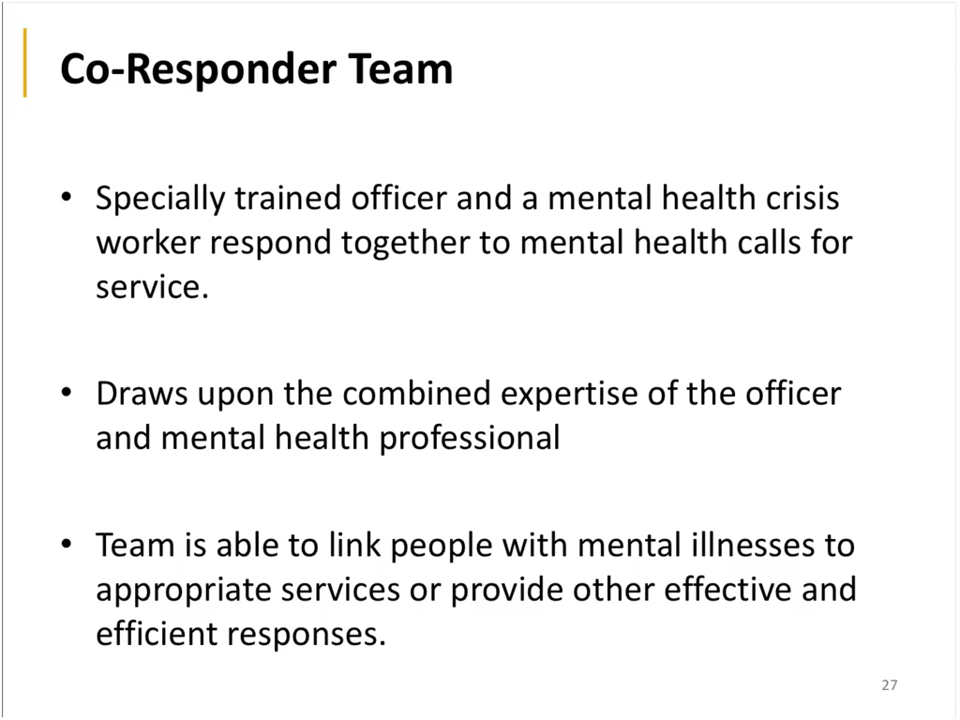 Co-Responder Team
• Specially trained officer and a mental health crisis
worker respond together to mental health calls for
service.
• Draws upon the combined expertise of the officer
and mental health professional
• Team is able to link people with mental illnesses to
appropriate services or provide other effective and
efficient responses.
27